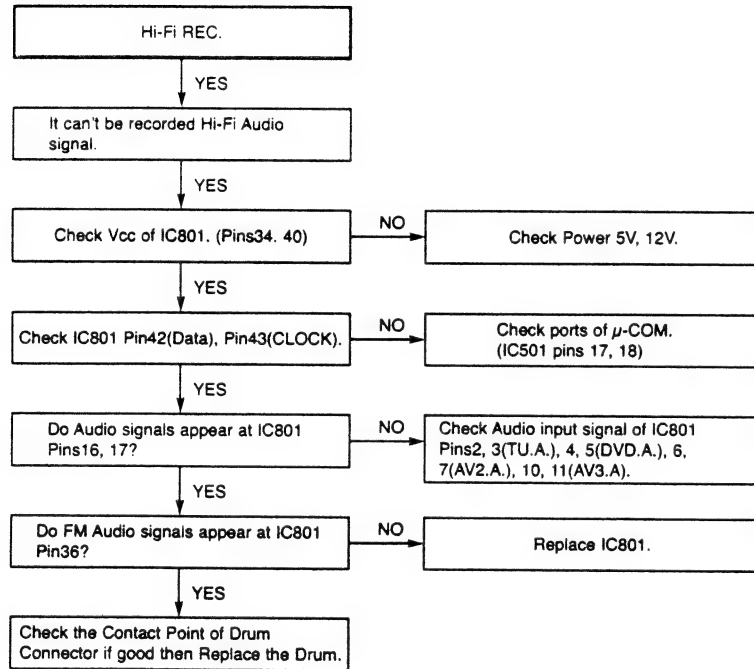 Hi-Fi REC.
YES
It can't be recorded Hi-Fi Audio
signal.
YES
Check Vcc of IC801. (Pins34. 40)
NO
Check Power 5V, 12V.
YES
Check IC801 Pin42(Data), Pin43(CLOCK).
NO
Check ports of µ-COM.
(IC501 pins 17, 18)
YES
Do Audio signals appear at IC801
Pins16, 17?
NO
Check Audio input signal of IC801
Pins2, 3(TU.A.), 4, 5(DVD.A.), 6,
7(AV2.A.), 10, 11(AV3.A).
YES
Do FM Audio signals appear at IC801
Pin36?
NO
Replace IC801.
YES
Check the Contact Point of Drum
Connector if good then Replace the Drum.